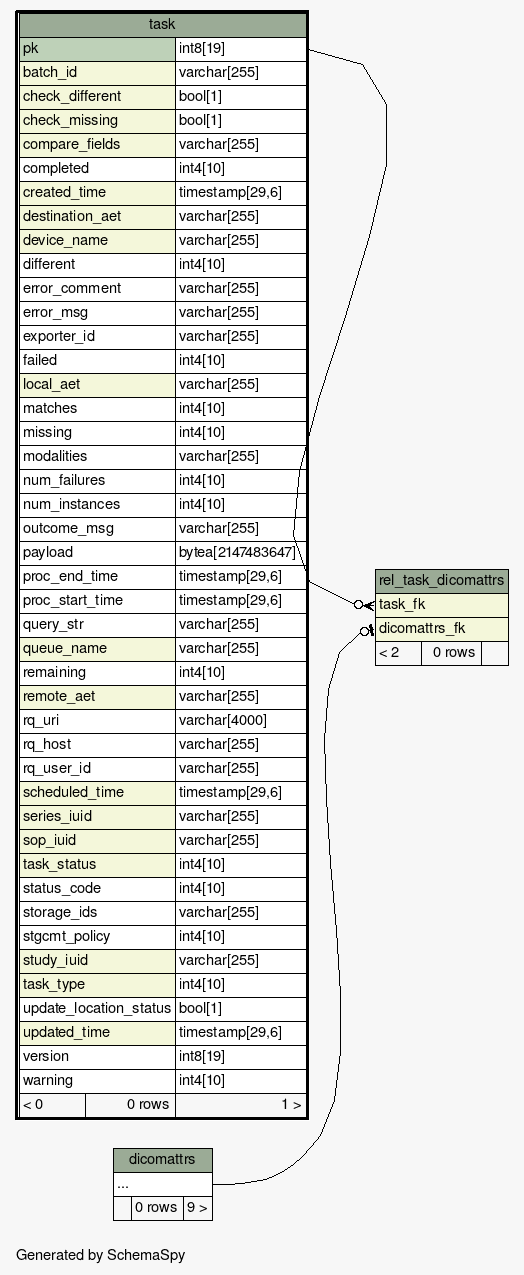 task
pk int8[19]
batch_id varchar[255]
check_different bool[1]
check_missing bool[1]
compare_fields varchar[255]
completed int4[10]
created_time timestamp[29,6]
destination_aet varchar[255]
device_name varchar[255]
different int4[10]
error_comment varchar[255]
error_msg varchar[255]
exporter_id varchar[255]
failed int4[10]
local_aet varchar[255]
matches int4[10]
missing int4[10]
modalities varchar[255]
num_failures int4[10]
num_instances int4[10]
outcome_msg varchar[255]
payload bytea[2147483647]
proc_end_time timestamp[29,6]
proc_start_time timestamp[29,6]
query_str varchar[255]
queue_name varchar[255]
remaining int4[10]
remote_aet varchar[255]
rq_uri varchar[4000]
rq_host varchar[255]
rq_user_id varchar[255]
scheduled_time timestamp[29,6]
series_iuid varchar[255]
sop_iuid varchar[255]
task_status int4[10]
status_code int4[10]
storage_ids varchar[255]
stgcmt_policy int4[10]
study_iuid varchar[255]
task_type int4[10]
update_location_status bool[1]
updated_time timestamp[29,6]
version int8[19]
warning int4[10]
< 0 0 rows 1 >
rel_task_dicomattrs
task_fk
dicomattrs_fk
< 2 0 rows
dicomattrs
...
0 rows 9 >
Generated by SchemaSpy